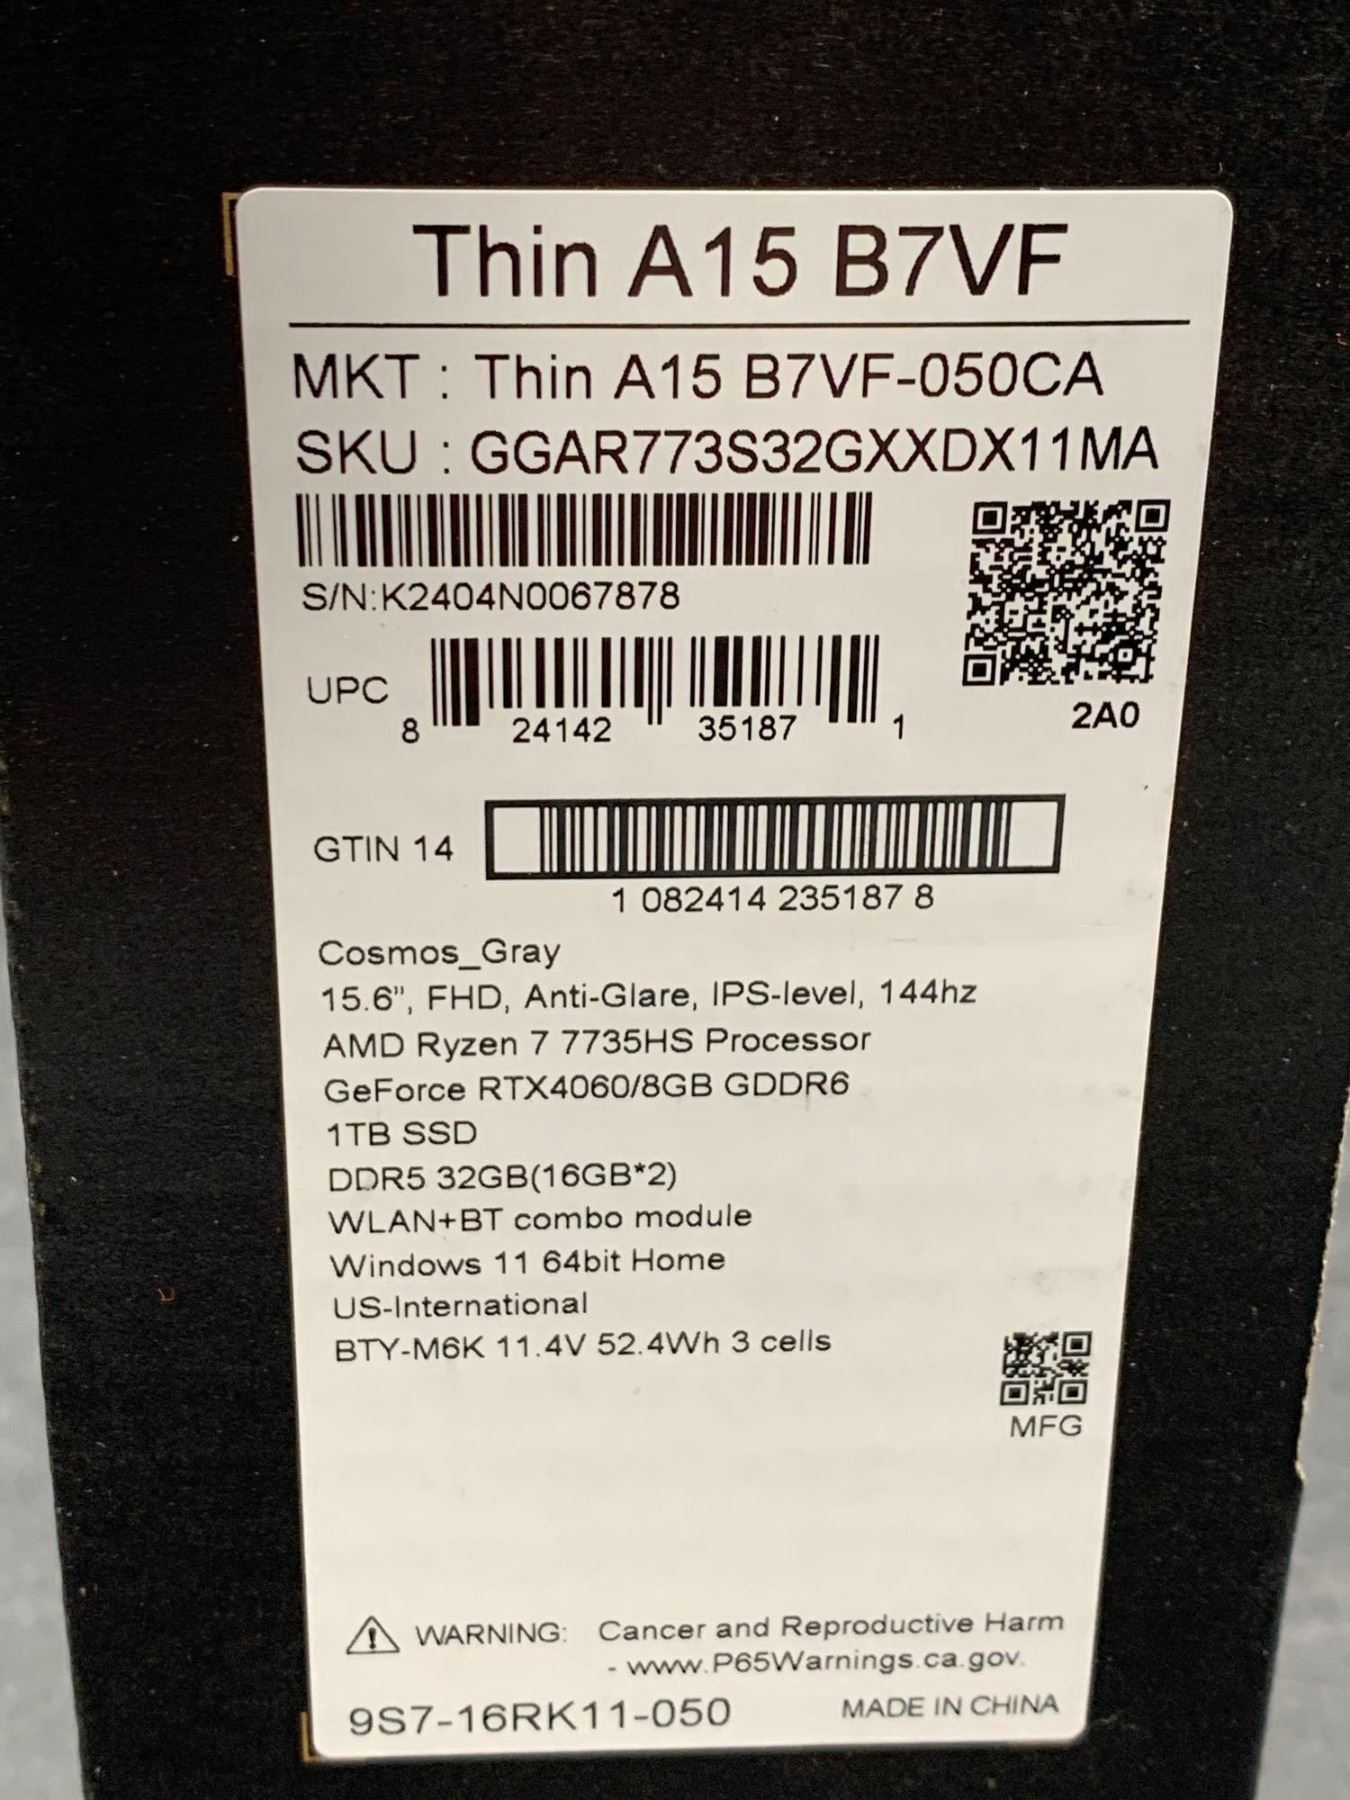 Thin A15 B7VF
MKT : Thin A15 B7VF-050CA
SKU : GGAR773S32GXXDX11MA
S/N:K2404N0067878
UPC
8 24142 35187 1
2A0
GTIN 14
1 082414 235187 8
Cosmos_Gray
15.6", FHD, Anti-Glare, IPS-level, 144hz
AMD Ryzen 7 7735HS Processor
GeForce RTX4060/8GB GDDR6
1TB SSD
DDR5 32GB(16GB*2)
WLAN+BT combo module
Windows 11 64bit Home
US-International
BTY-M6K 11.4V 52.4Wh 3 cells
MFG
WARNING: Cancer and Reproductive Harm
- www.P65Warnings.ca.gov.
9S7-16RK11-050 MADE IN CHINA